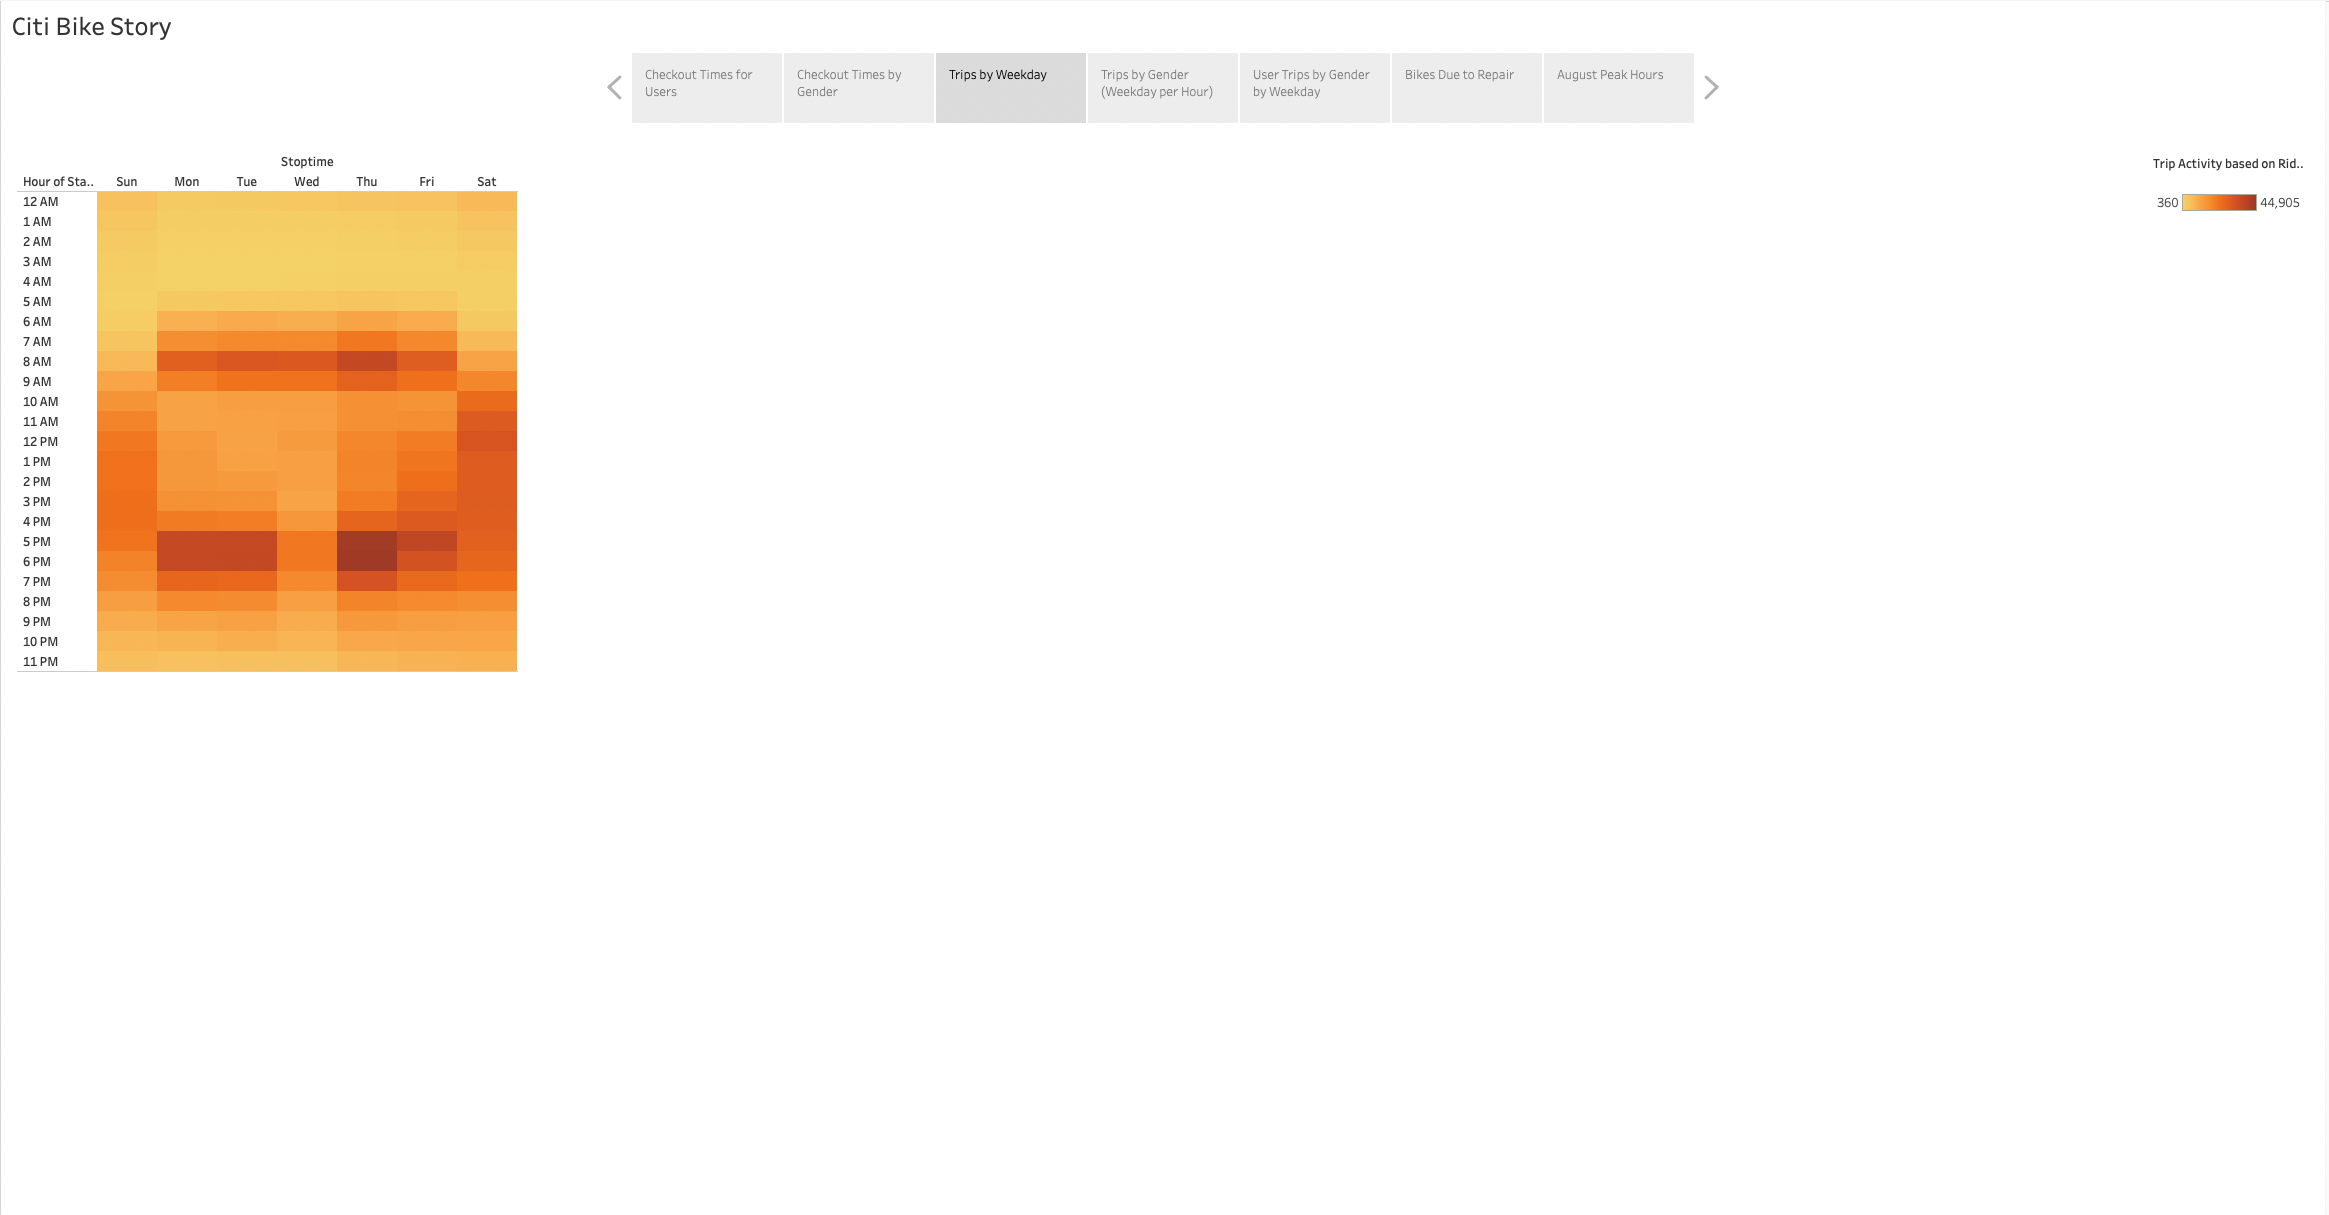 Citi Bike Story
Checkout Times for
Users
Checkout Times by
Gender
Trips by Weekday
Trips by Gender
(Weekday per Hour)
User Trips by Gender
by Weekday
Bikes Due to Repair
August Peak Hours
Stoptime
Hour of Sta.. Sun Mon Tue Wed Thu Fri Sat
12 AM
1 AM
2 AM
3 AM
4 AM
5 AM
6 AM
7 AM
8 AM
9 AM
10 AM
11 AM
12 PM
1 PM
2 PM
3 PM
4 PM
5 PM
6 PM
7 PM
8 PM
9 PM
10 PM
11 PM
Trip Activity based on Rid..
360 44,905